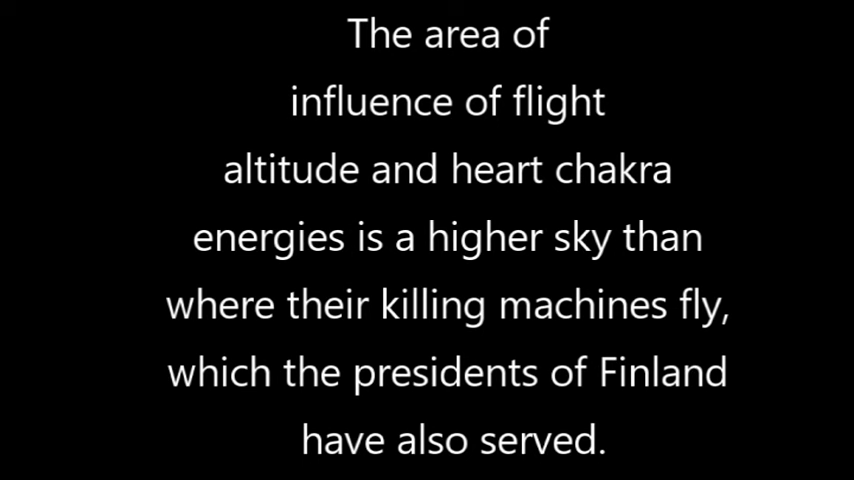 The area of
influence of flight
altitude and heart chakra
energies is a higher sky than
where their killing machines fly,
which the presidents of Finland
have also served.